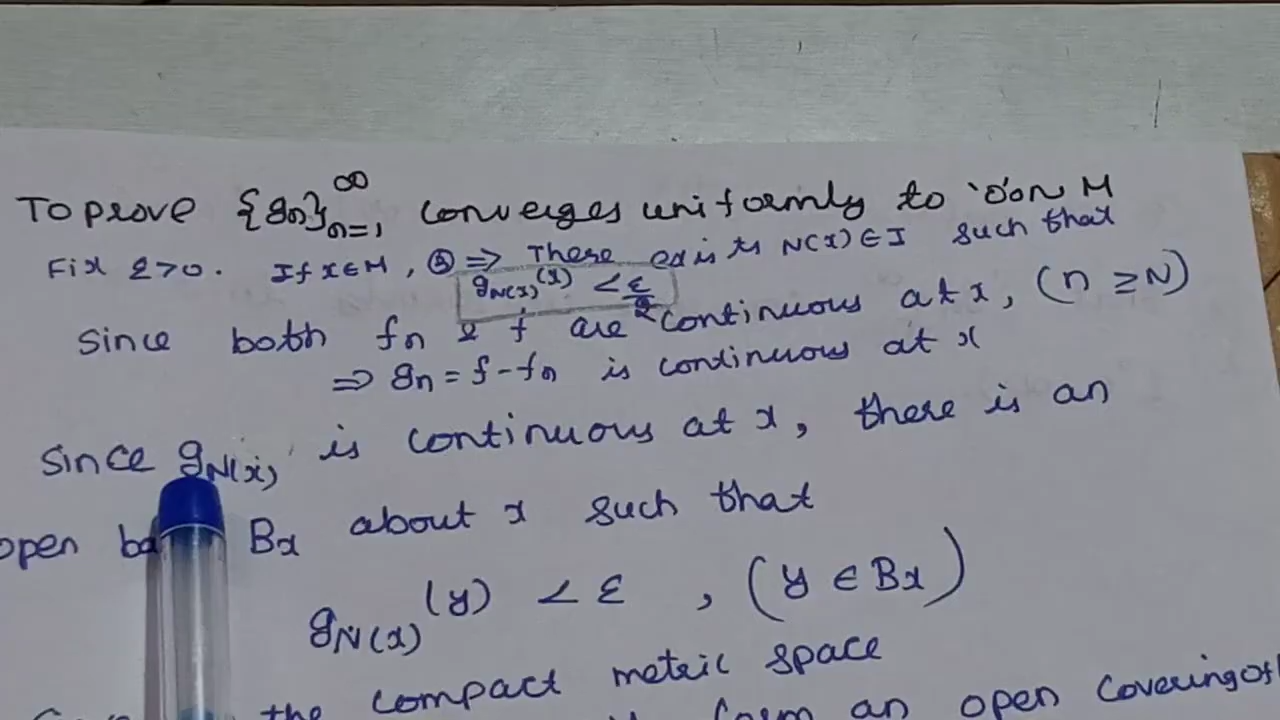 To prove {gn}∞n=1 converges uniformly to 'o' on M
Fix ε>0. If x∈M, ⑤ ⇒ There exists N(x)∈I such that
gN(x)(x) < ε/2
Since both fn & f are continuous at x, (n ≥ N)
⇒ gn = f - fn is continuous at x
Since gN(x) is continuous at x, there is an
open Bx about x such that
gN(x)(y) < ε , (y ∈ Bx)
the compact metric space
form an open covering of